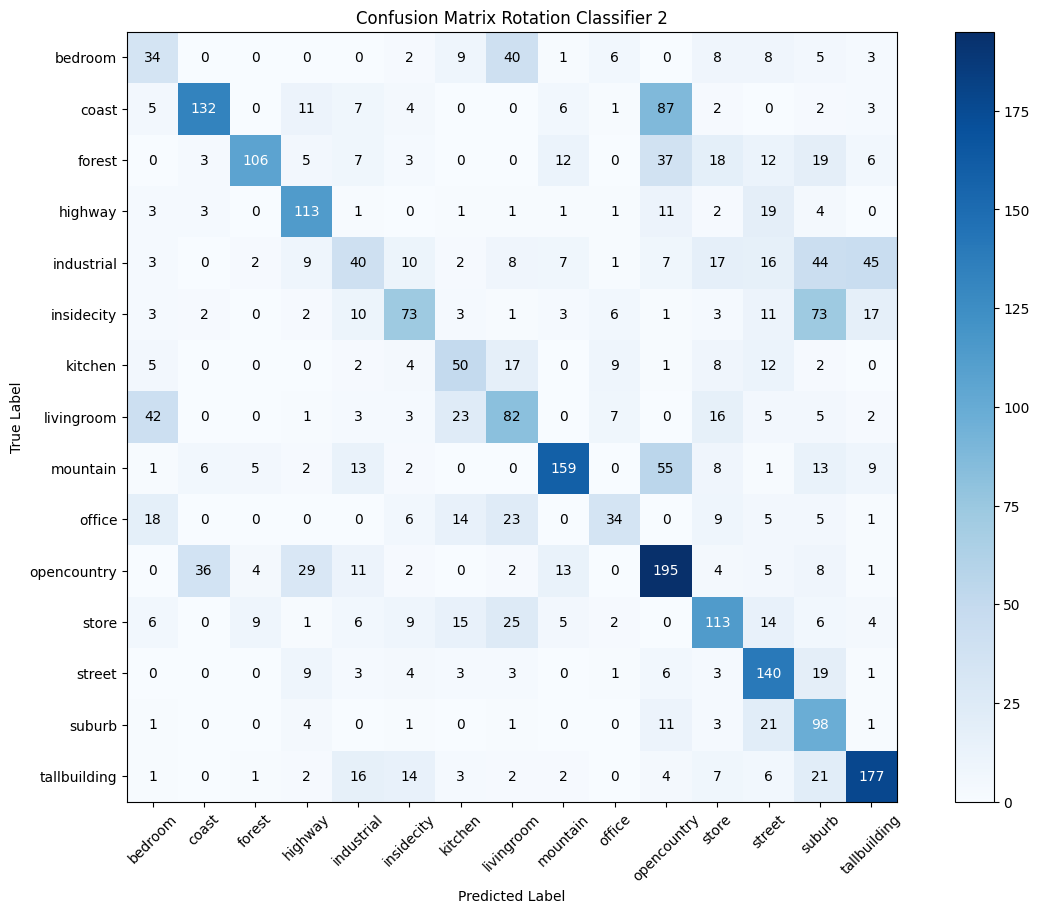 Confusion Matrix Rotation Classifier 2
bedroom 34 0 0 0 0 2 9 40 1 6 0 8 8 5 3
coast 5 132 0 11 7 4 0 0 6 1 87 2 0 2 3
forest 0 3 106 5 7 3 0 0 12 0 37 18 12 19 6
highway 3 3 0 113 1 0 1 1 1 1 11 2 19 4 0
industrial 3 0 2 9 40 10 2 8 7 1 7 17 16 44 45
insidecity 3 2 0 2 10 73 3 1 3 6 1 3 11 73 17
kitchen 5 0 0 0 2 4 50 17 0 9 1 8 12 2 0
livingroom 42 0 0 1 3 3 23 82 0 7 0 16 5 5 2
mountain 1 6 5 2 13 2 0 0 159 0 55 8 1 13 9
office 18 0 0 0 0 6 14 23 0 34 0 9 5 5 1
opencountry 0 36 4 29 11 2 0 2 13 0 195 4 5 8 1
store 6 0 9 1 6 9 15 25 5 2 0 113 14 6 4
street 0 0 0 9 3 4 3 3 0 1 6 3 140 19 1
suburb 1 0 0 4 0 1 0 1 0 0 11 3 21 98 1
tallbuilding 1 0 1 2 16 14 3 2 2 0 4 7 6 21 177
True Label
bedroom coast forest highway industrial insidecity kitchen livingroom mountain office opencountry store street suburb tallbuilding
Predicted Label
175
150
125
100
75
50
25
0